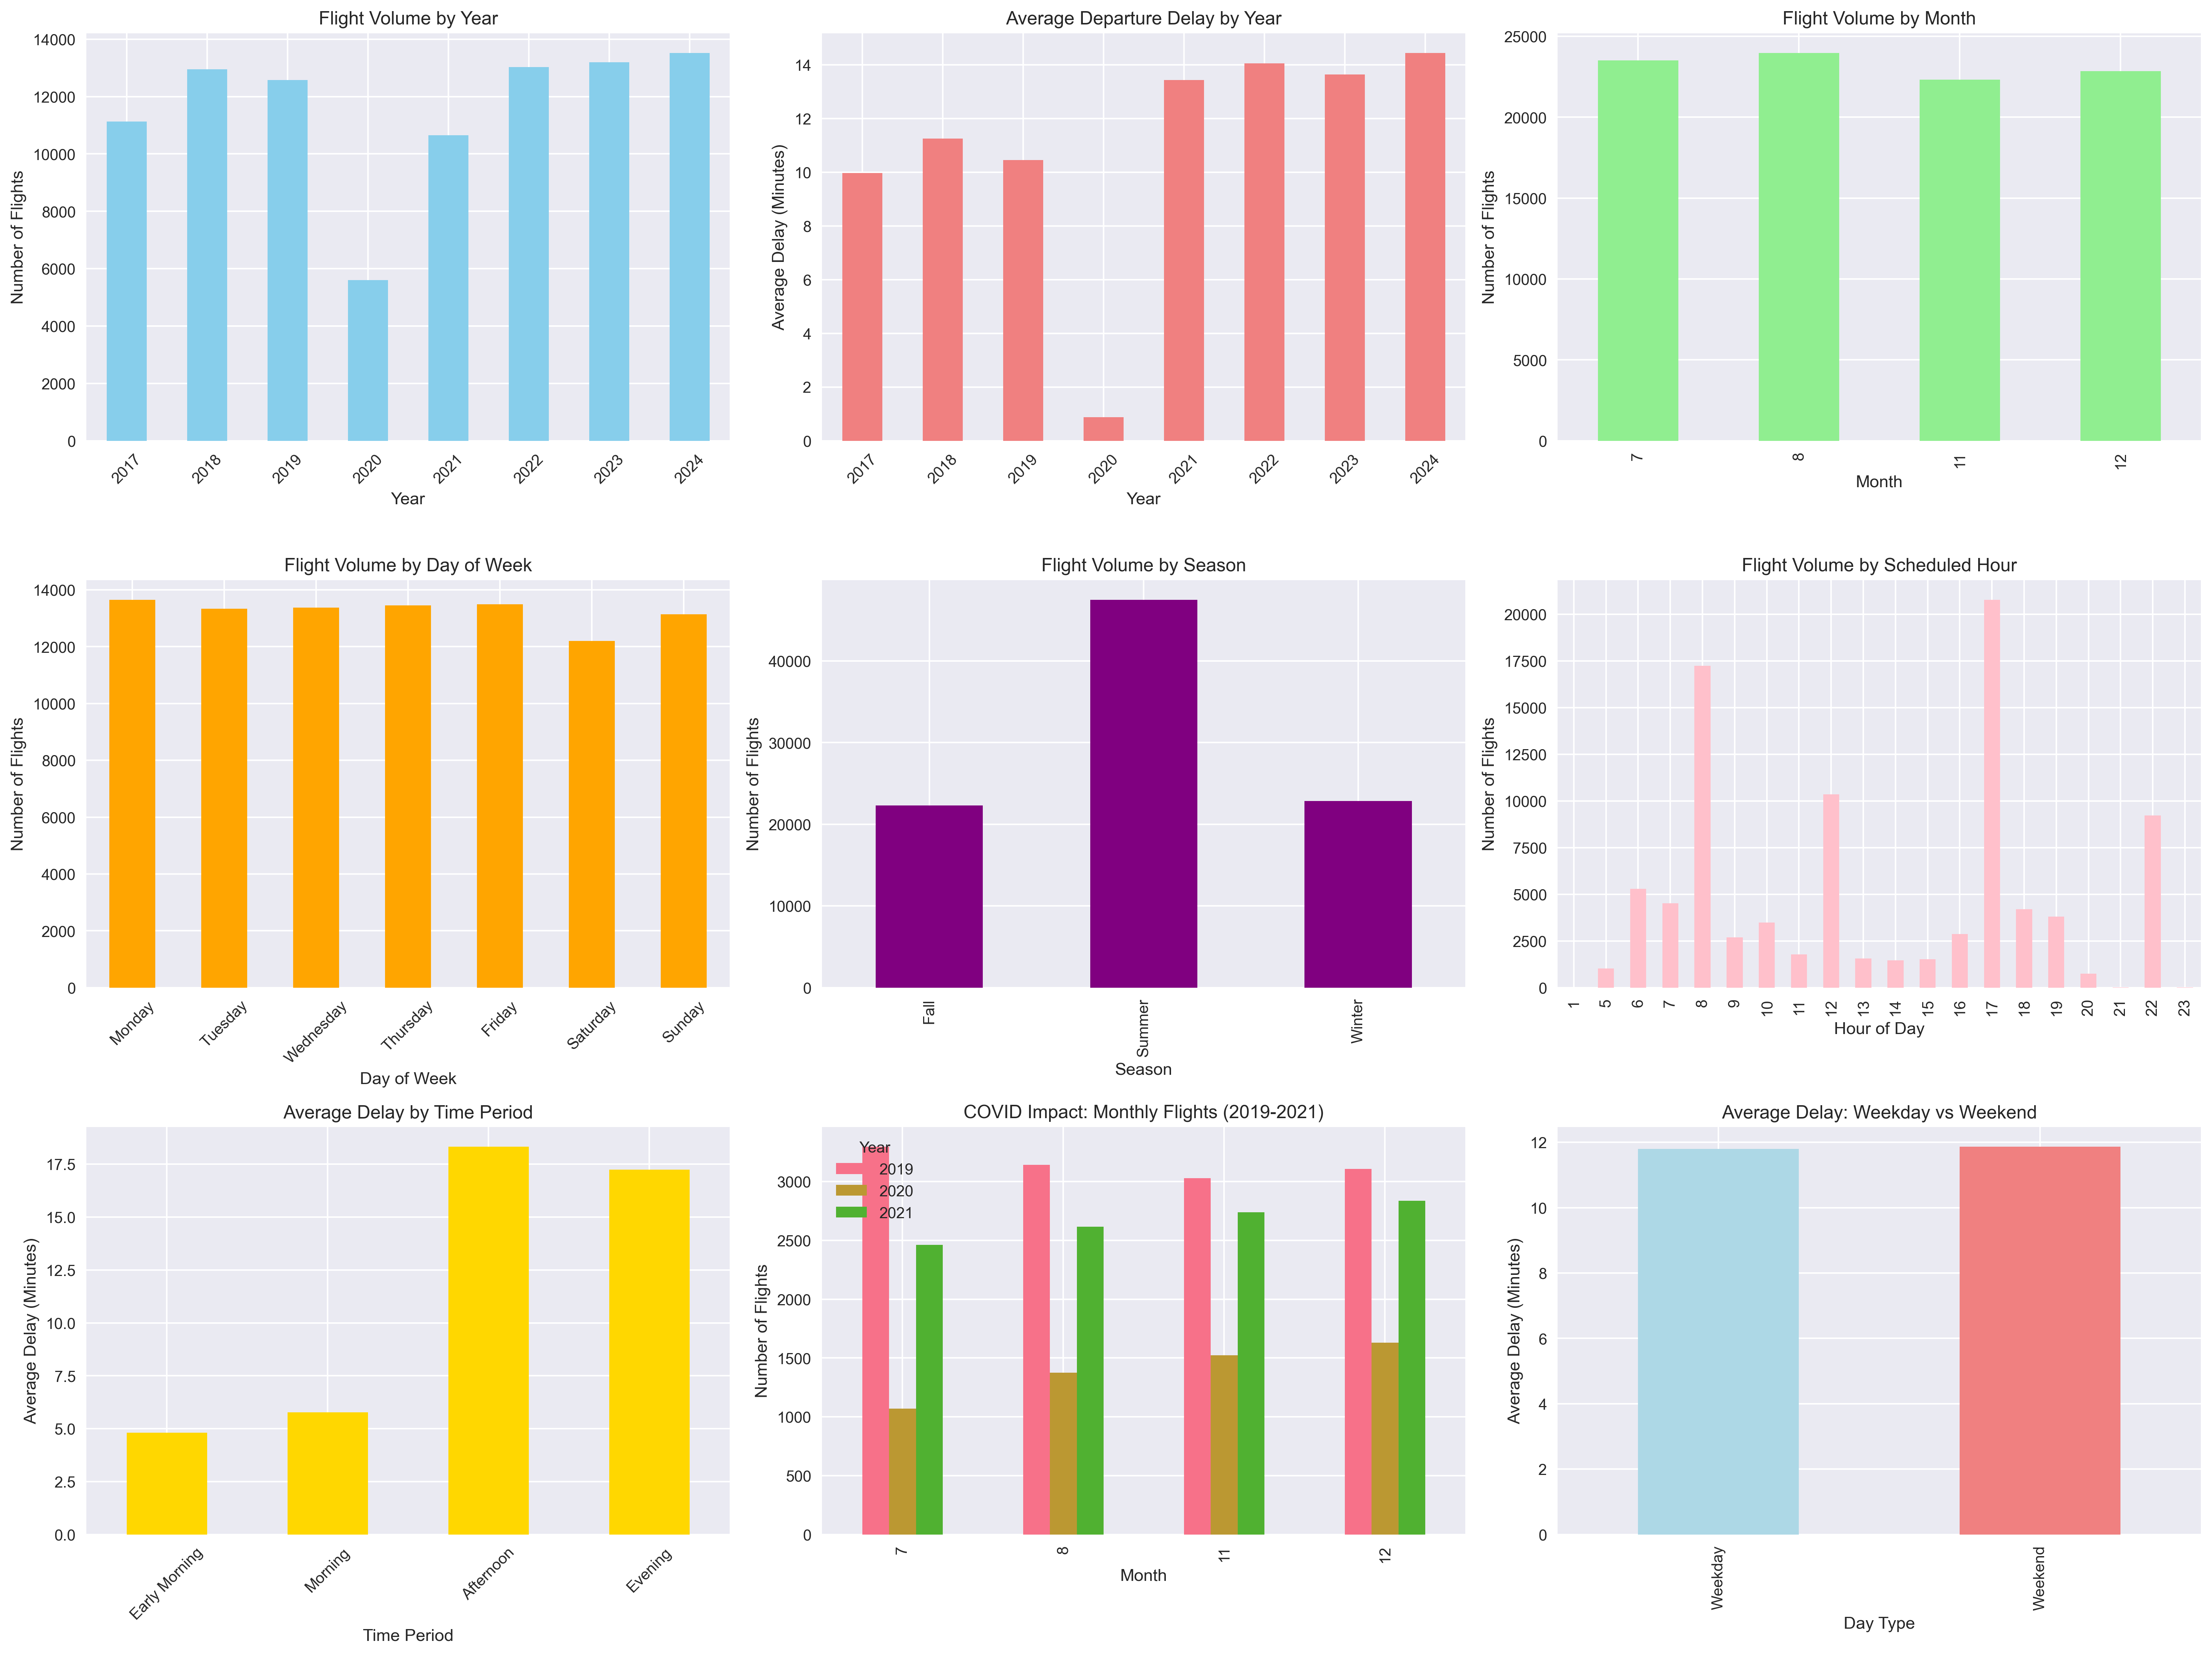 Flight Volume by Year
Number of Flights
14000
12000
10000
8000
6000
4000
2000
0
2017
2018
2019
2020
2021
2022
2023
2024
Year
Average Departure Delay by Year
Average Delay (Minutes)
14
12
10
8
6
4
2
0
2017
2018
2019
2020
2021
2022
2023
2024
Year
Flight Volume by Month
Number of Flights
25000
20000
15000
10000
5000
0
7
8
11
12
Month
Flight Volume by Day of Week
Number of Flights
14000
12000
10000
8000
6000
4000
2000
0
Monday
Tuesday
Wednesday
Thursday
Friday
Saturday
Sunday
Day of Week
Flight Volume by Season
Number of Flights
40000
30000
20000
10000
0
Fall
Summer
Winter
Season
Flight Volume by Scheduled Hour
Number of Flights
20000
17500
15000
12500
10000
7500
5000
2500
0
1
5
6
7
8
9
10
11
12
13
14
15
16
17
18
19
20
21
22
23
Hour of Day
Average Delay by Time Period
Average Delay (Minutes)
17.5
15.0
12.5
10.0
7.5
5.0
2.5
0.0
Early Morning
Morning
Afternoon
Evening
Time Period
COVID Impact: Monthly Flights (2019-2021)
Number of Flights
3000
2500
2000
1500
1000
500
0
Year
2019
2020
2021
7
8
11
12
Month
Average Delay: Weekday vs Weekend
Average Delay (Minutes)
12
10
8
6
4
2
0
Weekday
Weekend
Day Type